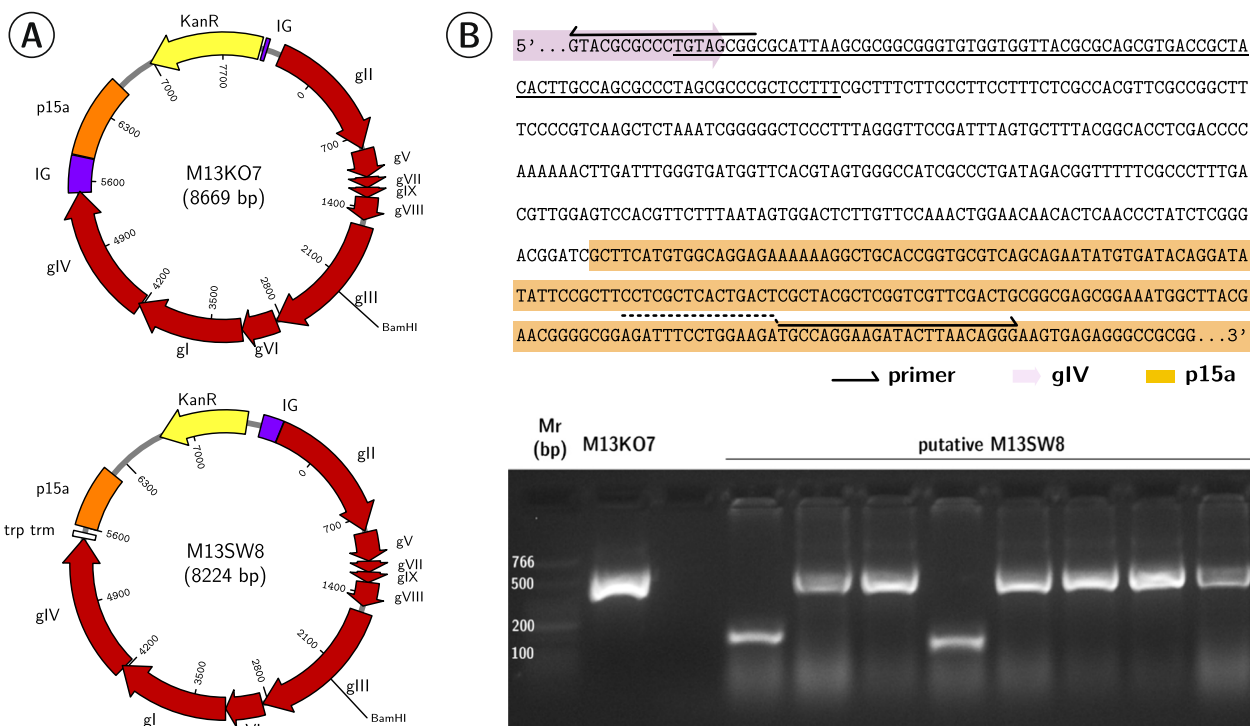 A
KanR
IG
gII
p15a
7700
7000
0
6300
700
gV
gVII
gIX
gVIII
IG
5600
M13KO7
(8669 bp)
1400
4900
2100
gIV
4200
3500
2800
gIII
BamHI
gI
gVI
KanR
IG
gII
7000
0
p15a
6300
700
trp trm
5600
M13SW8
(8224 bp)
gV
gVII
gIX
gVIII
1400
4900
gIV
2100
4200
3500
2800
gIII
BamHI
gI
B
5'...GTACGCGCCCTGTAGCGGCGCATTAAGCGCGGCGGGTGTGGTGGTTACGCGCAGCGTGACCGCTA
CACTTGCCAGCGCCCTAGCGCCCGCTCCTTTCGCTTTCTTCCCTTCCTTTCTCGCCACGTTCGCCGGCTT
TCCCCGTCAAGCTCTAAATCGGGGGCTCCCTTTAGGGTTCCGATTTAGTGCTTTACGGCACCTCGACCCC
AAAAAACTTGATTTGGGTGATGGTTCACGTAGTGGGCCATCGCCCTGATAGACGGTTTTTCGCCCTTTGA
CGTTGGAGTCCACGTTCTTTAATAGTGGACTCTTGTTCCAAACTGGAACAACACTCAACCCTATCTCGGG
ACGGATCGCTTCATGTGGCAGGAGAAAAAAGGCTGCACCGGTGCGTCAGCAGAATATGTGATACAGGATA
TATTCCGCTTCCTCGCTCACTGACTCGCTACGCTCGGTCGTTCGACTGCGGCGAGCGGAAATGGCTTACG
AACGGGGCGGAGATTTCCTGGAAGATGCCAGGAAGATACTTAACAGGGAAGTGAGAGGGCCGCGG...3'
primer
gIV
p15a
Mr
(bp)
M13KO7
putative M13SW8
766
500
200
100